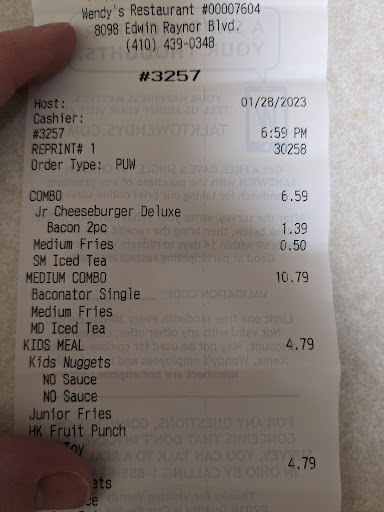 Wendy's Restaurant #00007604
8098 Edwin Raynor Blvd.
(410) 439-0348
#3257
Host: 01/28/2023
Cashier:
#3257 6:59 PM
REPRINT# 1 30258
Order Type: PUW
COMBO 6.59
Jr Cheeseburger Deluxe
Bacon 2pc 1.39
Medium Fries 0.50
SM Iced Tea
MEDIUM COMBO 10.79
Baconator Single
Medium Fries
MD Iced Tea
KIDS MEAL 4.79
Kids Nuggets
NO Sauce
NO Sauce
Junior Fries
HK Fruit Punch
Toy
4.79